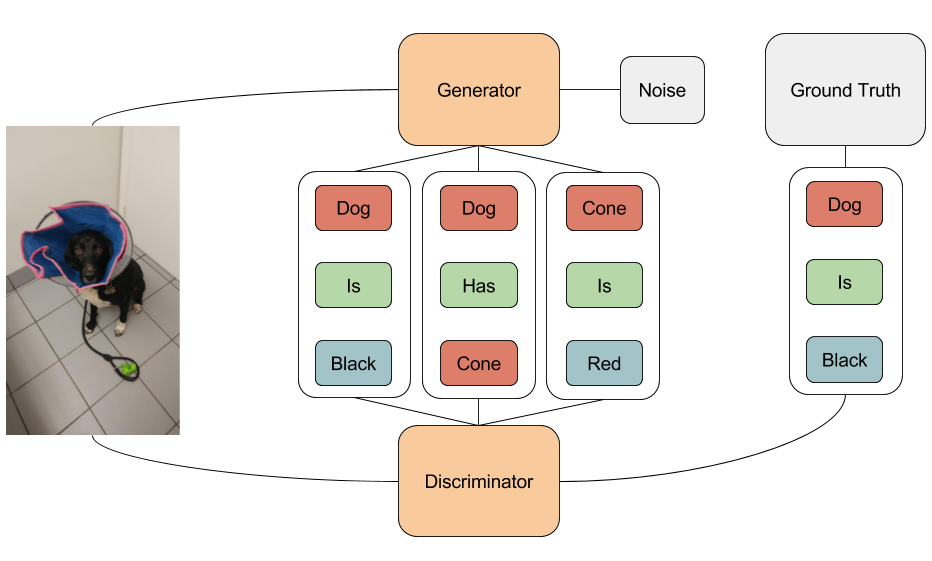 Generator
Noise
Ground Truth
Dog
Is
Black
Dog
Has
Cone
Cone
Is
Red
Dog
Is
Black
Discriminator